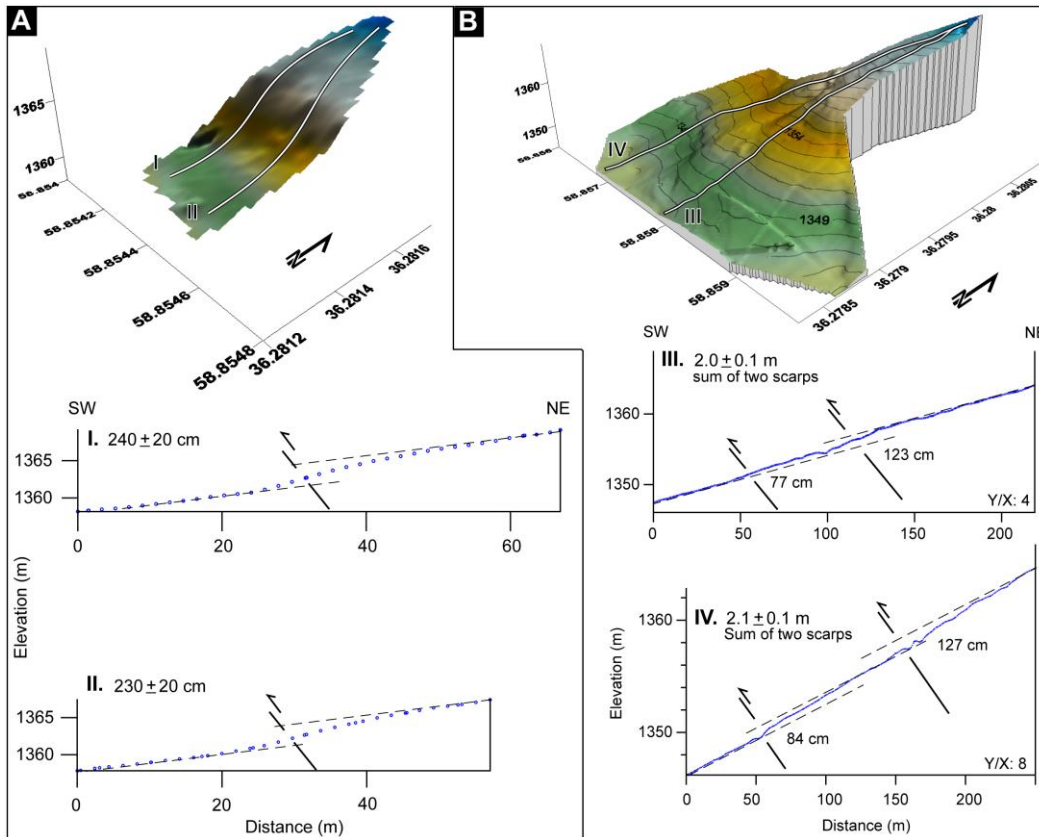 A
1365
1360
58.854
58.8542
58.8544
58.8546
58.8548
36.2812
36.2814
36.2816
I
II
N
B
1360
1350
58.856
58.857
58.858
58.859
36.2785
36.279
36.2795
36.28
36.2805
IV
III
1354
1349
N
SW
NE
I. 240 ± 20 cm
1365
1360
0
20
40
60
Elevation (m)
II. 230 ± 20 cm
1365
1360
0
20
40
Distance (m)
SW
NE
III. 2.0 ± 0.1 m
sum of two scarps
1360
1350
123 cm
77 cm
Y/X: 4
0
50
100
150
200
IV. 2.1 ± 0.1 m
Sum of two scarps
Elevation (m)
1360
1350
127 cm
84 cm
Y/X: 8
0
50
100
150
200
Distance (m)